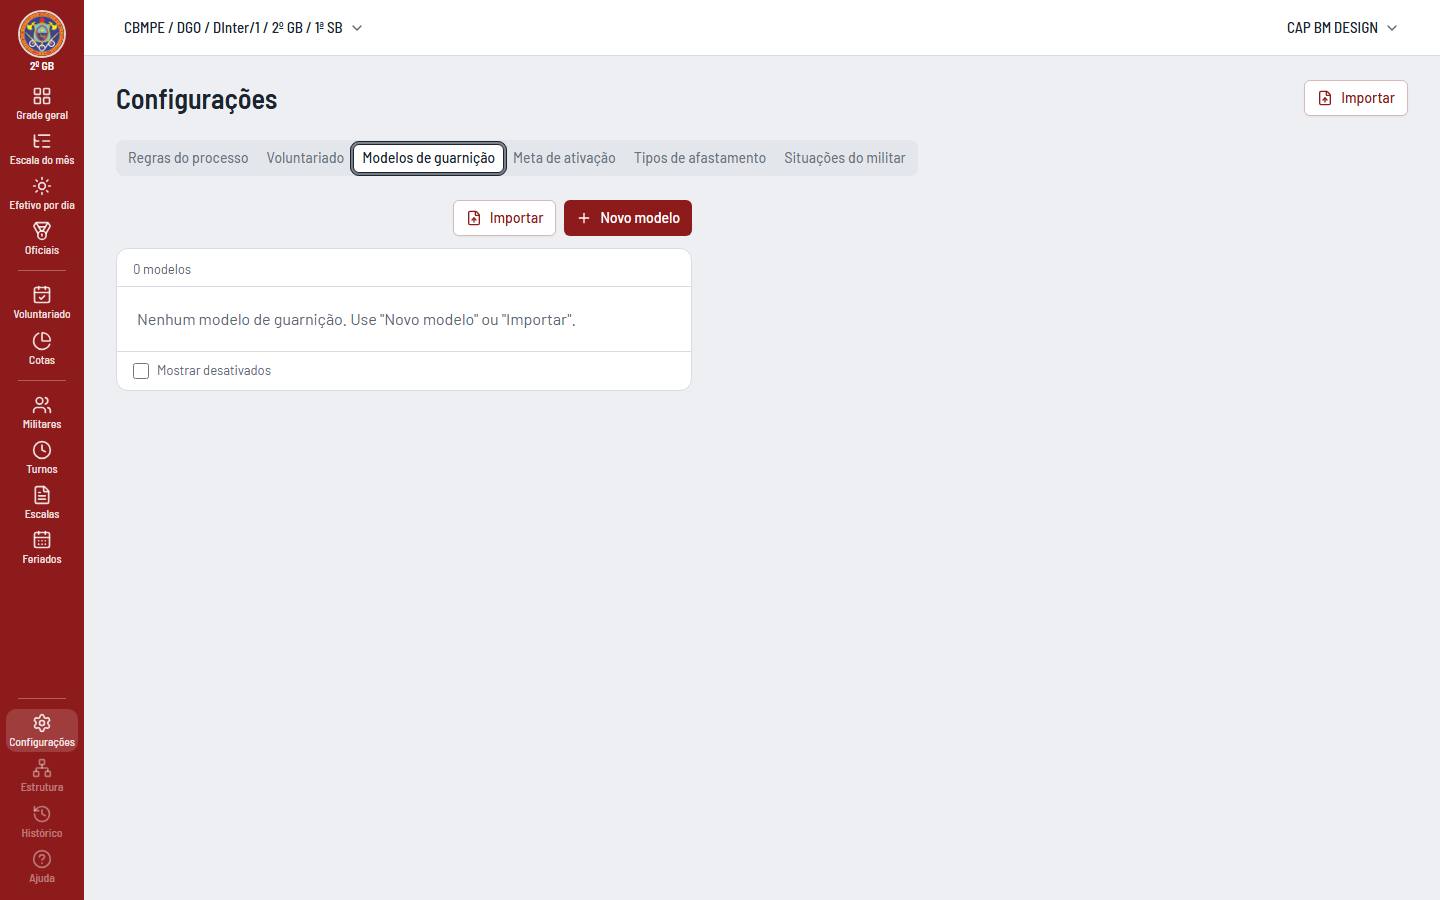 CBMPE / DGO / DInter/1 / 2º GB / 1ª SB
CAP BM DESIGN
2º GB
Grade geral
Escala do mês
Efetivo por dia
Oficiais
Voluntariado
Cotas
Militares
Turnos
Escalas
Feriados
Configurações
Estrutura
Histórico
Ajuda
Configurações
Importar
Regras do processo
Voluntariado
Modelos de guarnição
Meta de ativação
Tipos de afastamento
Situações do militar
Importar
Novo modelo
0 modelos
Nenhum modelo de guarnição. Use "Novo modelo" ou "Importar".
Mostrar desativados